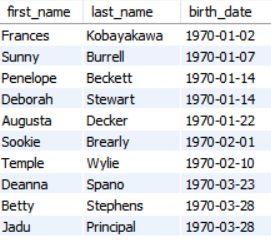 first_name last_name birth_date
Frances Kobayakawa 1970-01-02
Sunny Burrell 1970-01-07
Penelope Beckett 1970-01-14
Deborah Stewart 1970-01-14
Augusta Decker 1970-01-22
Sookie Brearly 1970-02-01
Temple Wylie 1970-02-10
Deanna Spano 1970-03-23
Betty Stephens 1970-03-28
Jadu Principal 1970-03-28